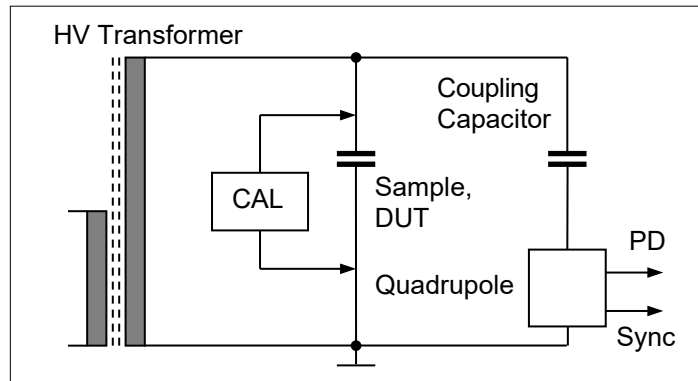 HV Transformer
Coupling
Capacitor
CAL
Sample,
DUT
PD
Quadrupole
Sync